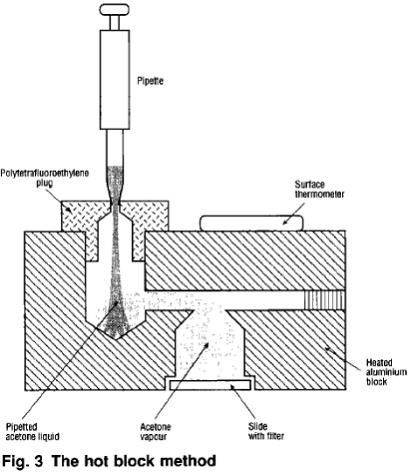 Pipette
Polytetrafluoroethylene
plug
Surface
thermometer
Heated
aluminium
block
Pipetted
acetone liquid
Acetone
vapour
Slide
with filter
Fig. 3 The hot block method